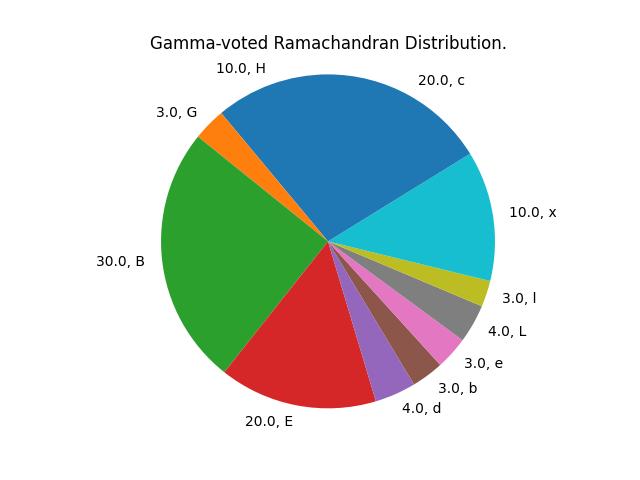 Gamma-voted Ramachandran Distribution.
10.0, H
20.0, c
3.0, G
10.0, x
30.0, B
3.0, l
4.0, L
3.0, e
3.0, b
4.0, d
20.0, E